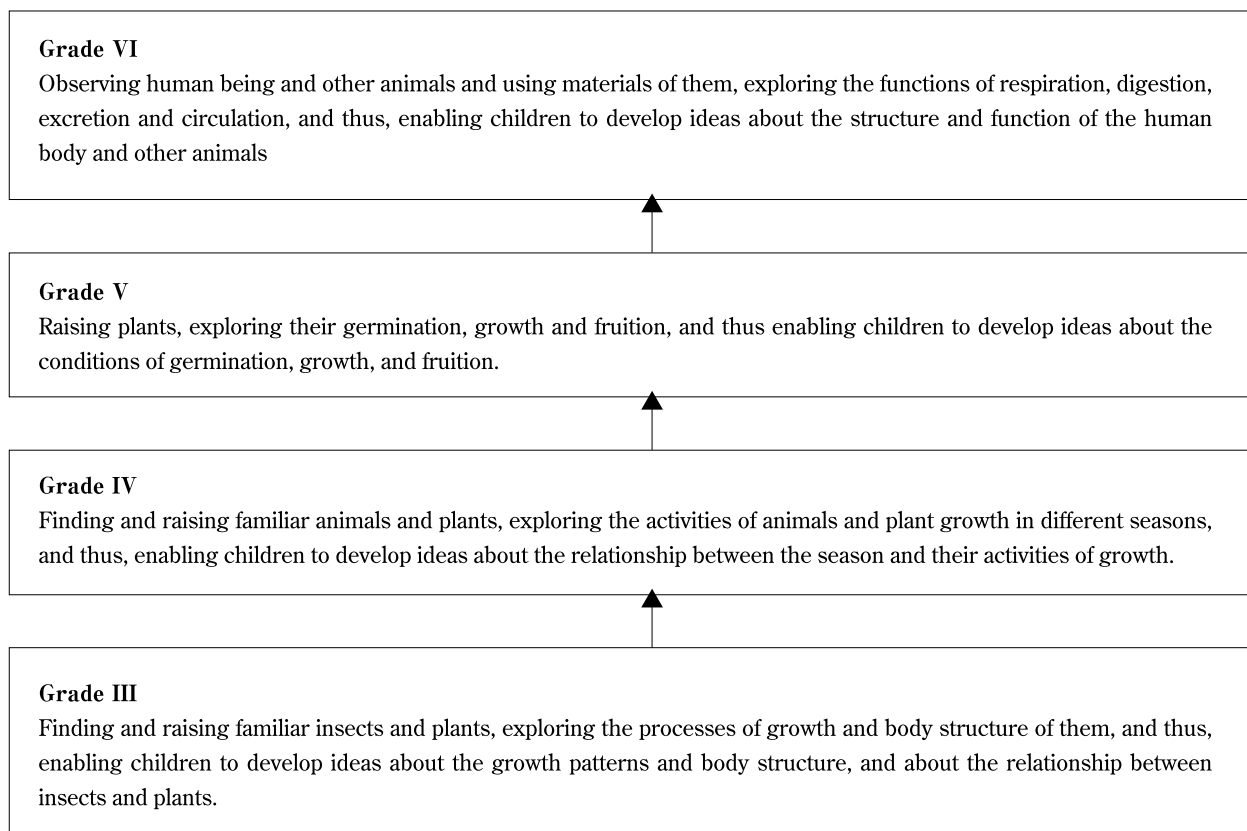 Grade VI
Observing human being and other animals and using materials of them, exploring the functions of respiration, digestion,
excretion and circulation, and thus, enabling children to develop ideas about the structure and function of the human
body and other animals
Grade V
Raising plants, exploring their germination, growth and fruition, and thus enabling children to develop ideas about the
conditions of germination, growth, and fruition.
Grade IV
Finding and raising familiar animals and plants, exploring the activities of animals and plant growth in different seasons,
and thus, enabling children to develop ideas about the relationship between the season and their activities of growth.
Grade III
Finding and raising familiar insects and plants, exploring the processes of growth and body structure of them, and thus,
enabling children to develop ideas about the growth patterns and body structure, and about the relationship between
insects and plants.